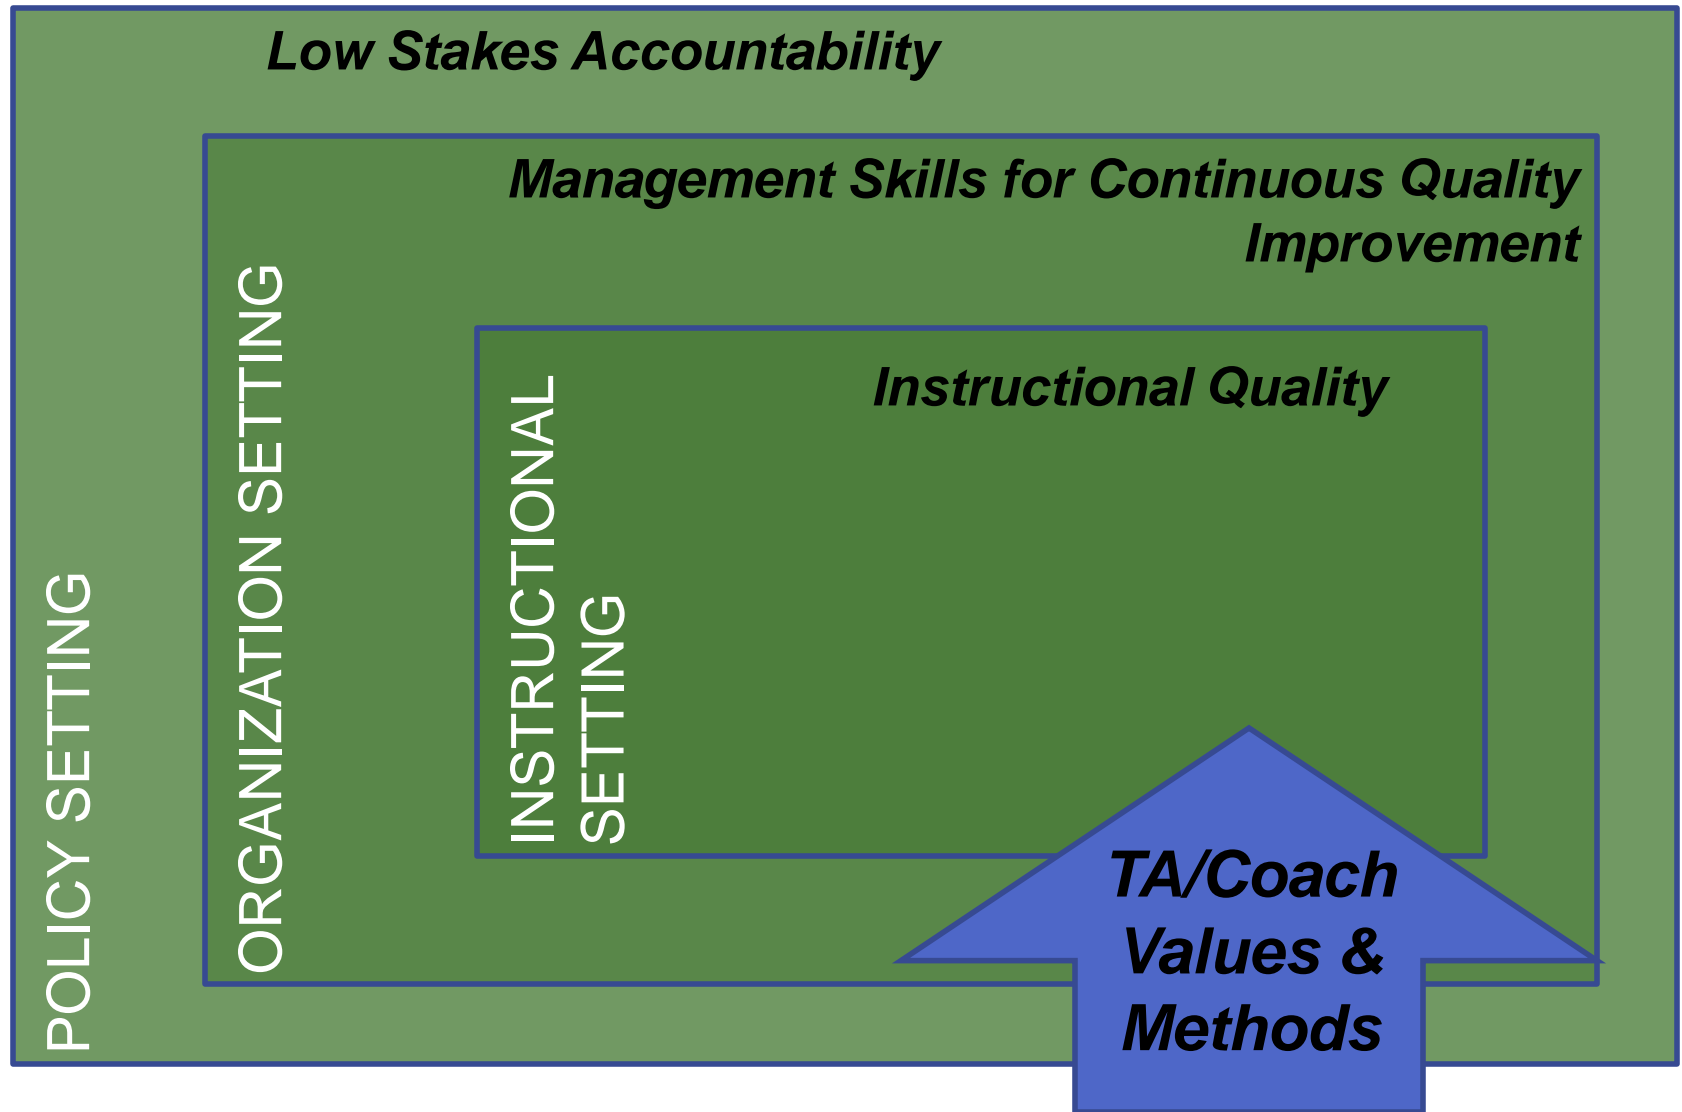 Low Stakes Accountability
Management Skills for Continuous Quality
Improvement
Instructional Quality
POLICY SETTING
ORGANIZATION SETTING
INSTRUCTIONAL
SETTING
TA/Coach
Values &
Methods